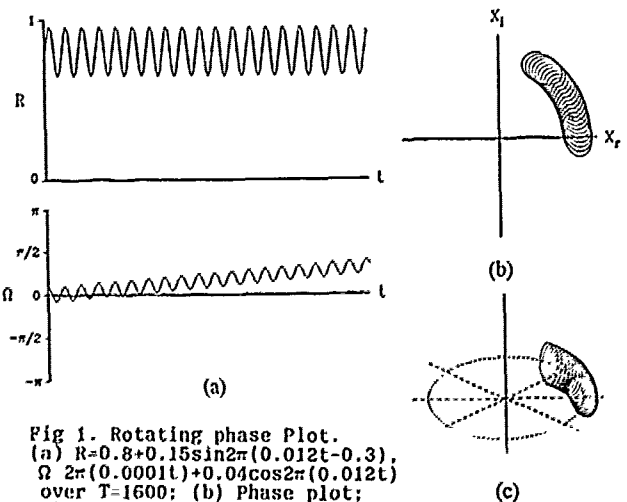 1
R
0
t
π
π/2
Ω 0
t
-π/2
-π
(a)
X_i
X_r
(b)
(c)
Fig 1. Rotating phase Plot.
(a) R=0.8+0.15sin2π(0.012t-0.3),
Ω 2π(0.0001t)+0.04cos2π(0.012t)
over T=1600; (b) Phase plot;